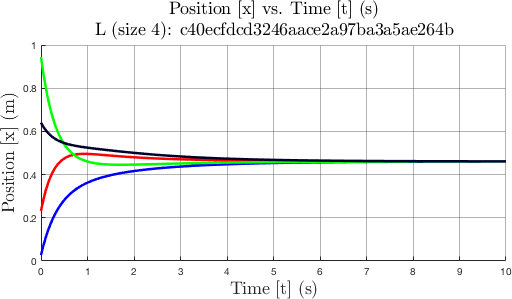 Position [x] vs. Time [t] (s)
L (size 4): c40ecfdcd3246aace2a97ba3a5ae264b
Position [x] (m)
1
0.8
0.6
0.4
0.2
0
0 1 2 3 4 5 6 7 8 9 10
Time [t] (s)